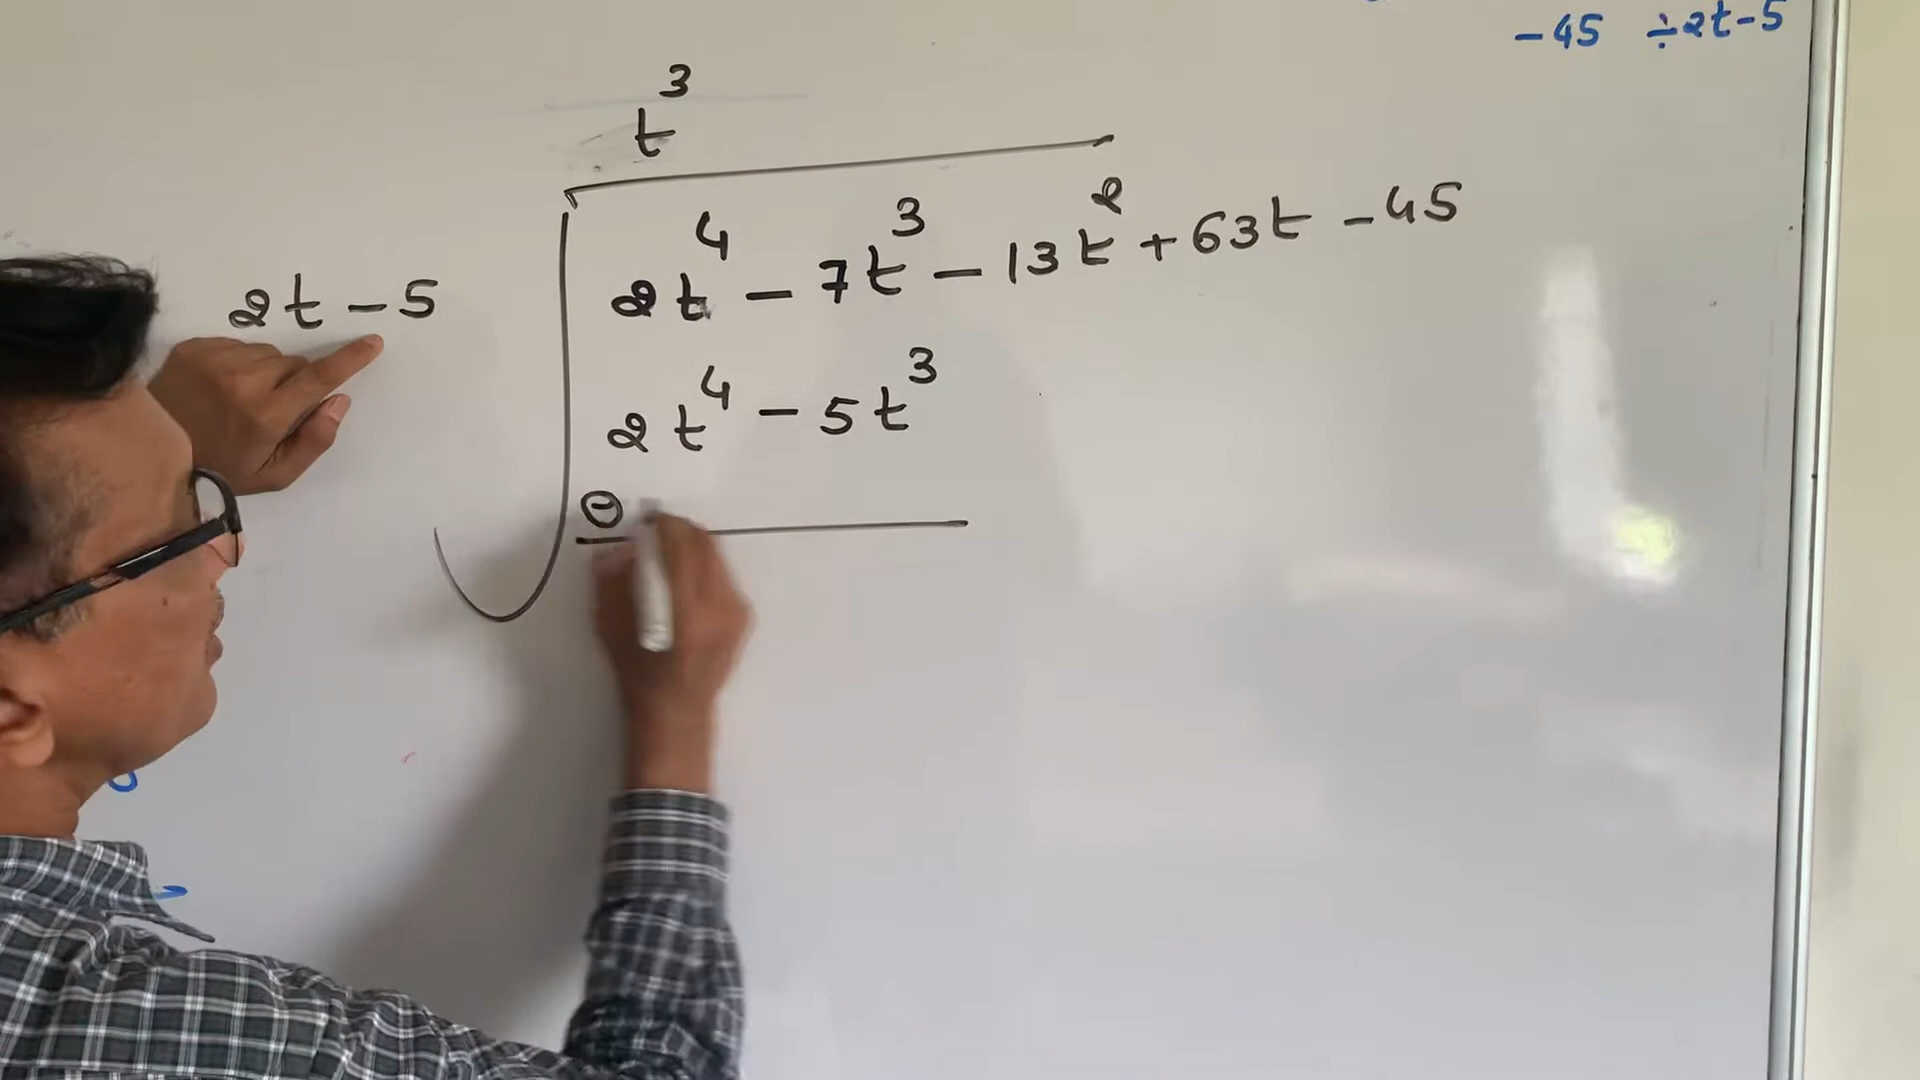 -45 ÷2t-5
t³
2t-5 2t⁴ - 7t³ - 13t² + 63t - 45
2t⁴ - 5t³
⊖